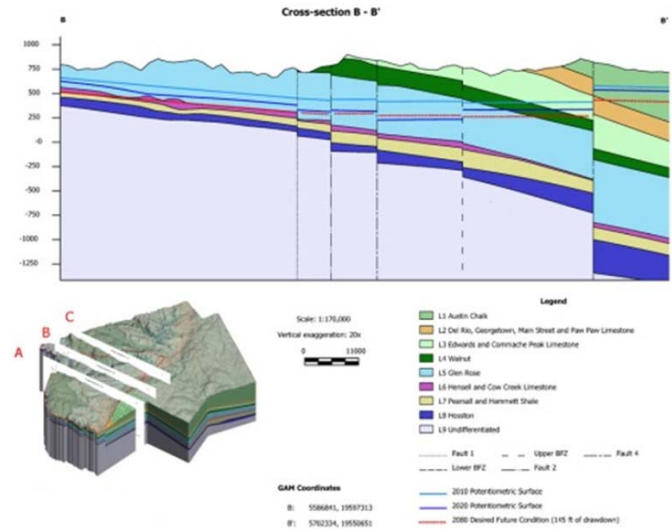 Cross-section B - B'
B
B'
1000
750
500
250
-0
-250
-500
-750
-1000
-1250
C
B
A
Scale: 1:170,000
Vertical exaggeration: 20x
0
11000
GAM Coordinates
B: 5586841, 19597313
B': 5702334, 19550651
Legend
L1 Austin Chalk
L2 Del Rio, Georgetown, Main Street and Paw Paw Limestone
L3 Edwards and Commache Peak Limestone
L4 Walnut
L5 Glen Rose
L6 Hensell and Cow Creek Limestone
L7 Pearsall and Hammett Shale
L8 Hosston
L9 Undifferentiated
Fault 1
Upper BFZ
Fault 4
Lower BFZ
Fault 2
2010 Potentiometric Surface
2020 Potentiometric Surface
2080 Desired Future Condition (145 ft of drawdown)